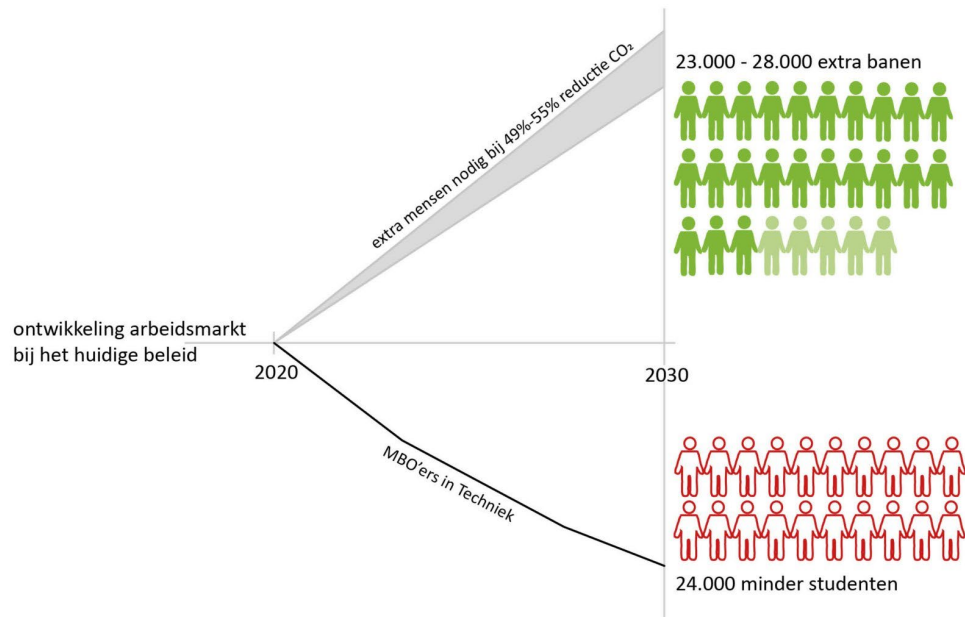 23.000 - 28.000 extra banen
extra mensen nodig bij 49%-55% reductie CO₂
ontwikkeling arbeidsmarkt
bij het huidige beleid
2020
2030
MBO'ers in Techniek
24.000 minder studenten